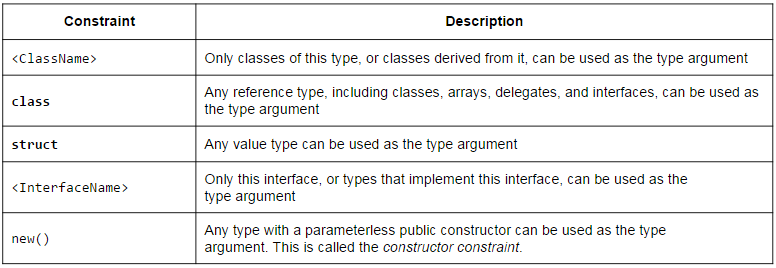 Constraint Description
<ClassName> Only classes of this type, or classes derived from it, can be used as the type argument
class Any reference type, including classes, arrays, delegates, and interfaces, can be used as
the type argument
struct Any value type can be used as the type argument
<InterfaceName> Only this interface, or types that implement this interface, can be used as the
type argument
new() Any type with a parameterless public constructor can be used as the type
argument. This is called the constructor constraint.